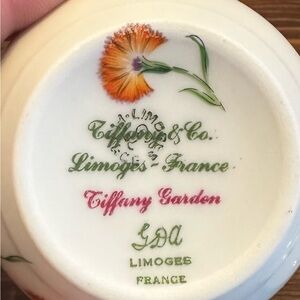 Tiffany & Co.
Limoges - France
Tiffany Garden
GDA
LIMOGES
FRANCE